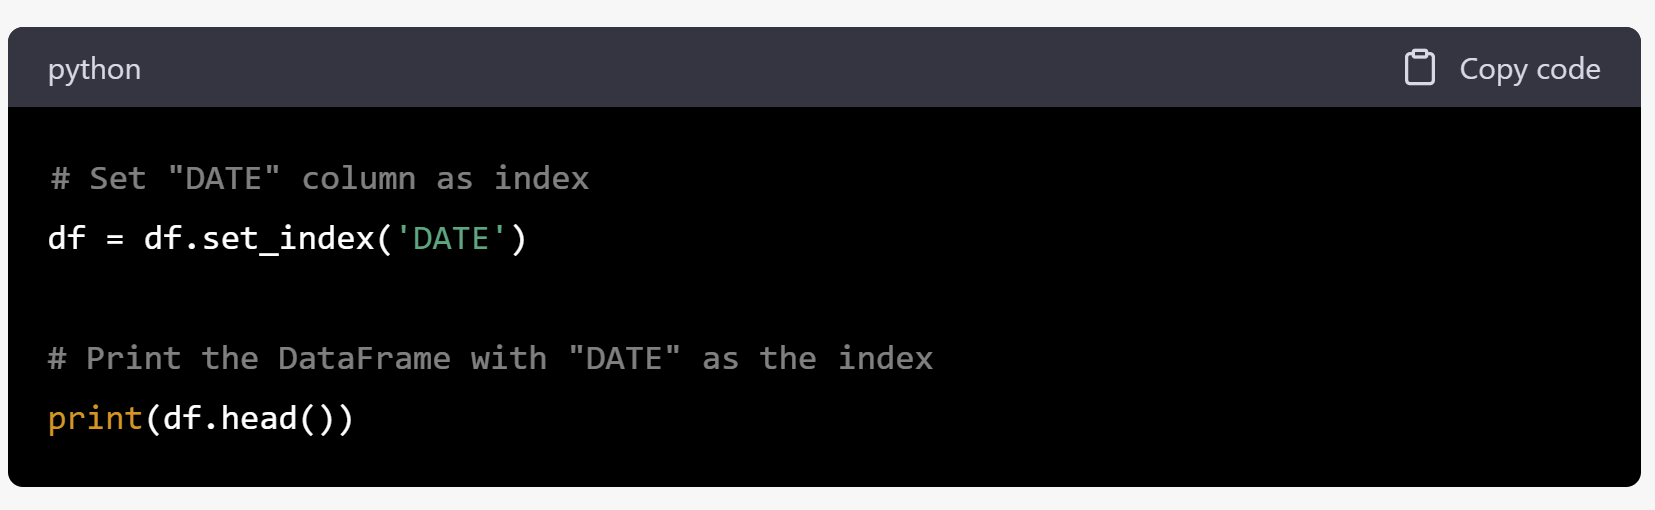 python
Copy code
# Set "DATE" column as index
df = df.set_index('DATE')
# Print the DataFrame with "DATE" as the index
print(df.head())